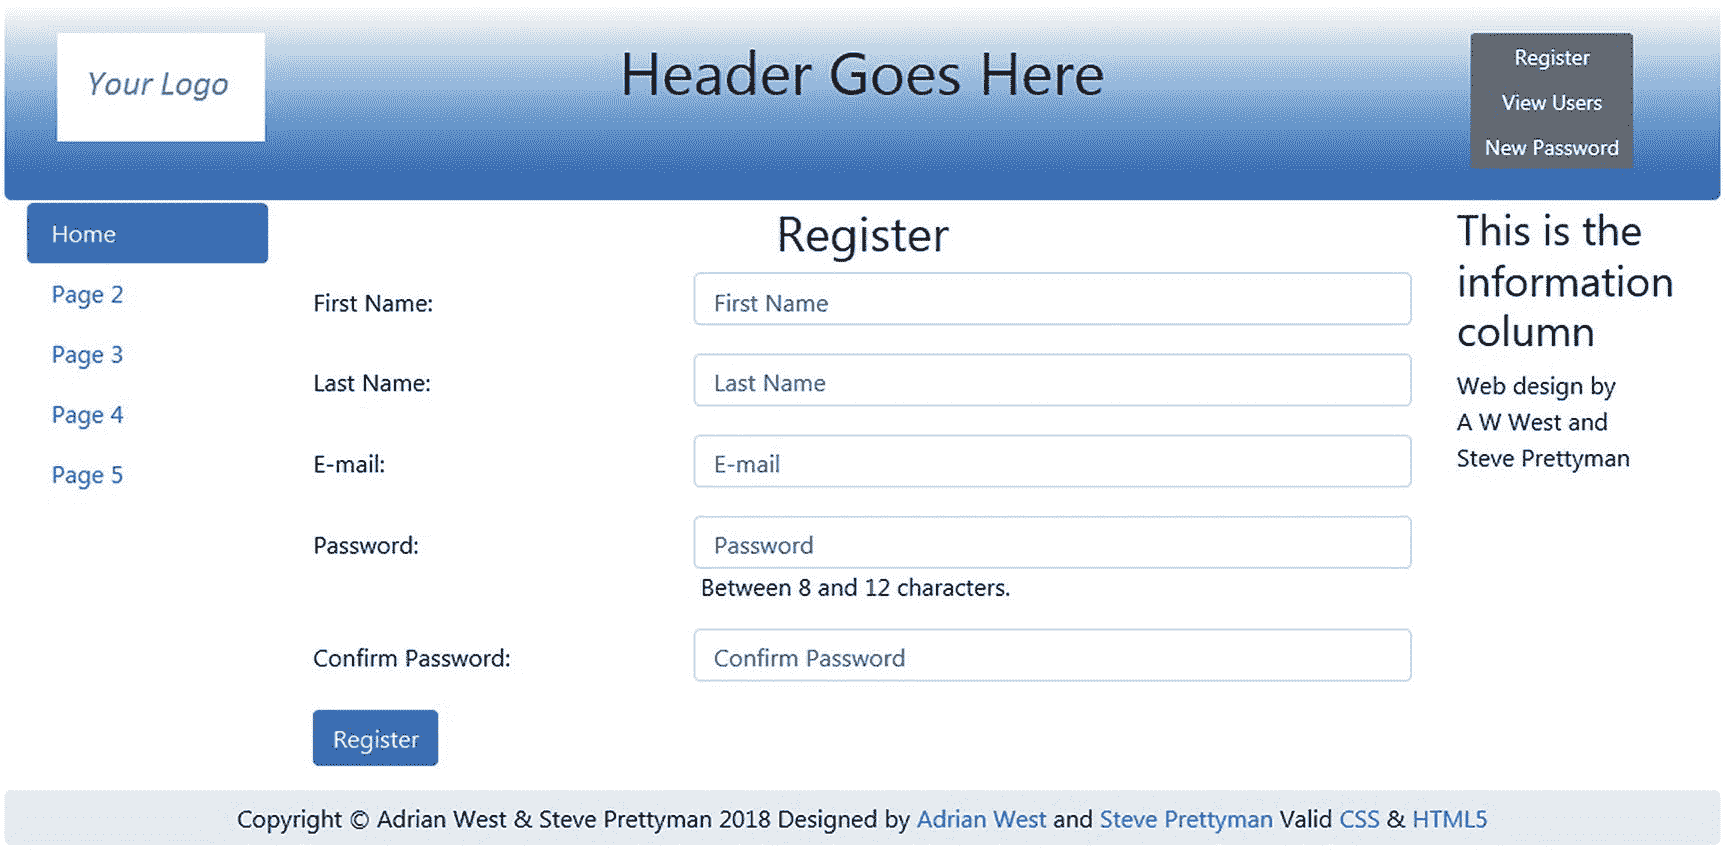 Your Logo
Header Goes Here
Register
View Users
New Password
Home
Page 2
Page 3
Page 4
Page 5
Register
First Name:
First Name
Last Name:
Last Name
E-mail:
E-mail
Password:
Password
Between 8 and 12 characters.
Confirm Password:
Confirm Password
Register
This is the
information
column
Web design by
A W West and
Steve Prettyman
Copyright © Adrian West & Steve Prettyman 2018 Designed by Adrian West and Steve Prettyman Valid CSS & HTML5